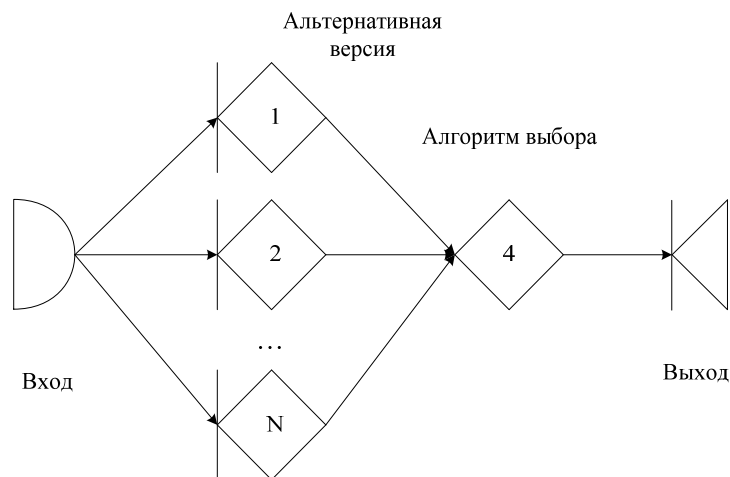 Альтернативная
версия
1
Алгоритм выбора
2
4
...
Вход
Выход
N